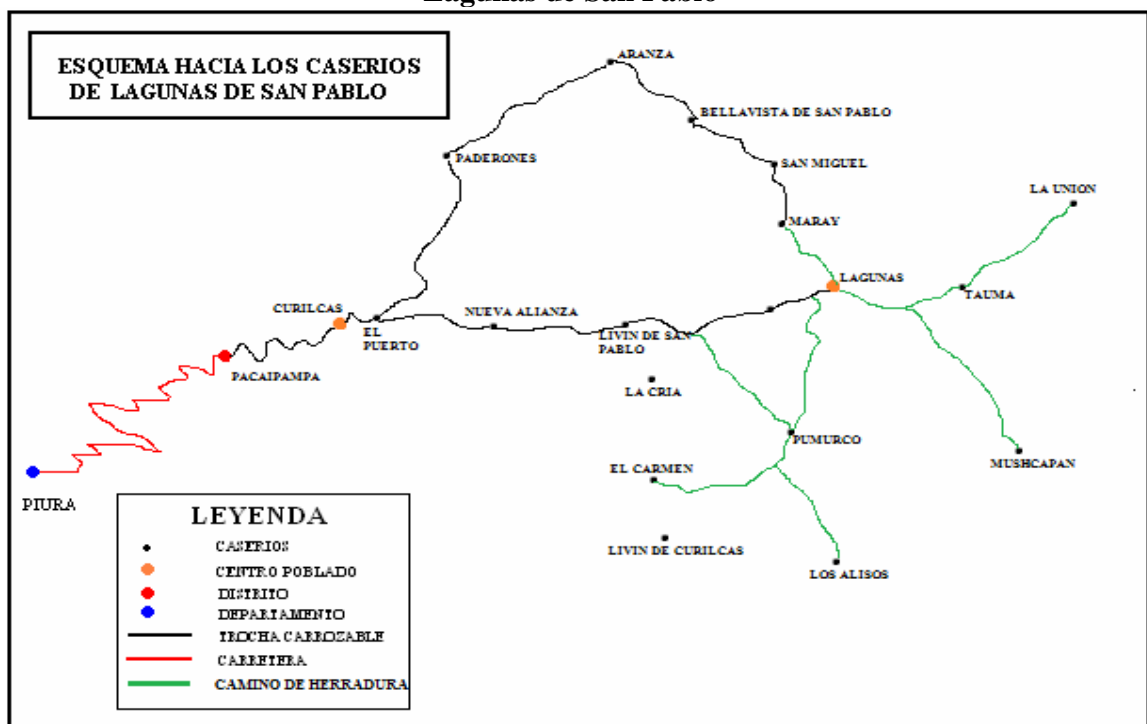 Lagunas de San Pablo
ESQUEMA HACIA LOS CASERIOS
DE LAGUNAS DE SAN PABLO
ARANZA
BELLAVISTA DE SAN PABLO
PADERONES
SAN MIGUEL
LA UNION
MARAY
LAGUNAS
TAUMA
CURILCAS
EL
PUERTO
NUEVA ALIANZA
LIVIN DE SAN
PABLO
PACAIPAMPA
LA CRIA
PUMURCO
MUSHCAPAN
EL CARMEN
PIURA
LIVIN DE CURILCAS
LOS ALISOS
LEYENDA
CASERIOS
CENTRO POBLADO
DISTRITO
DEPARTAMENTO
TROCHA CARROZABLE
CARRETERA
CAMINO DE HERRADURA